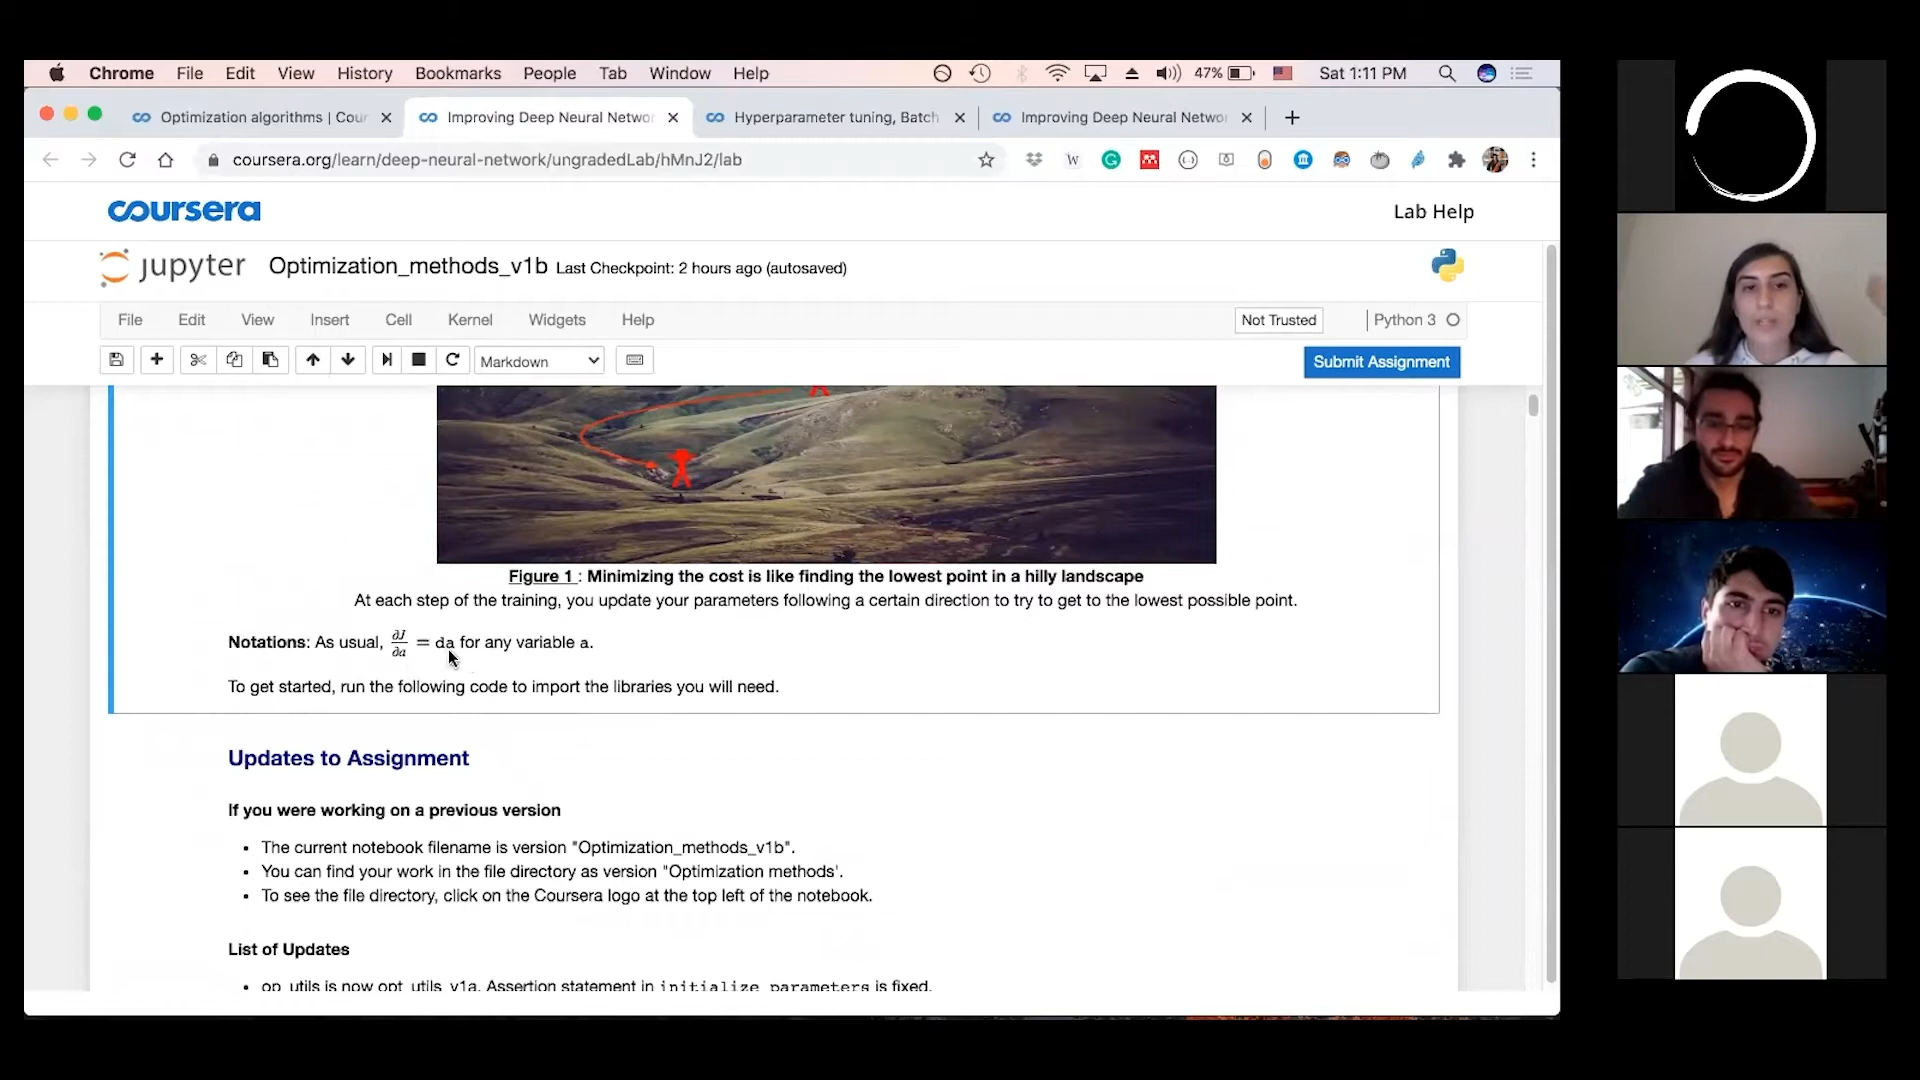 Chrome File Edit View History Bookmarks People Tab Window Help 47% Sat 1:11 PM
Optimization algorithms | Cour Improving Deep Neural Networ Hyperparameter tuning, Batch Improving Deep Neural Networ
coursera.org/learn/deep-neural-network/ungradedLab/hMnJ2/lab
coursera Lab Help
jupyter Optimization_methods_v1b Last Checkpoint: 2 hours ago (autosaved)
File Edit View Insert Cell Kernel Widgets Help Not Trusted Python 3
Markdown Submit Assignment
Figure 1 : Minimizing the cost is like finding the lowest point in a hilly landscape
At each step of the training, you update your parameters following a certain direction to try to get to the lowest possible point.
Notations: As usual, ∂J/∂a = da for any variable a.
To get started, run the following code to import the libraries you will need.
Updates to Assignment
If you were working on a previous version
• The current notebook filename is version "Optimization_methods_v1b".
• You can find your work in the file directory as version "Optimization methods'.
• To see the file directory, click on the Coursera logo at the top left of the notebook.
List of Updates
• op_utils is now opt_utils_v1a. Assertion statement in initialize_parameters is fixed.